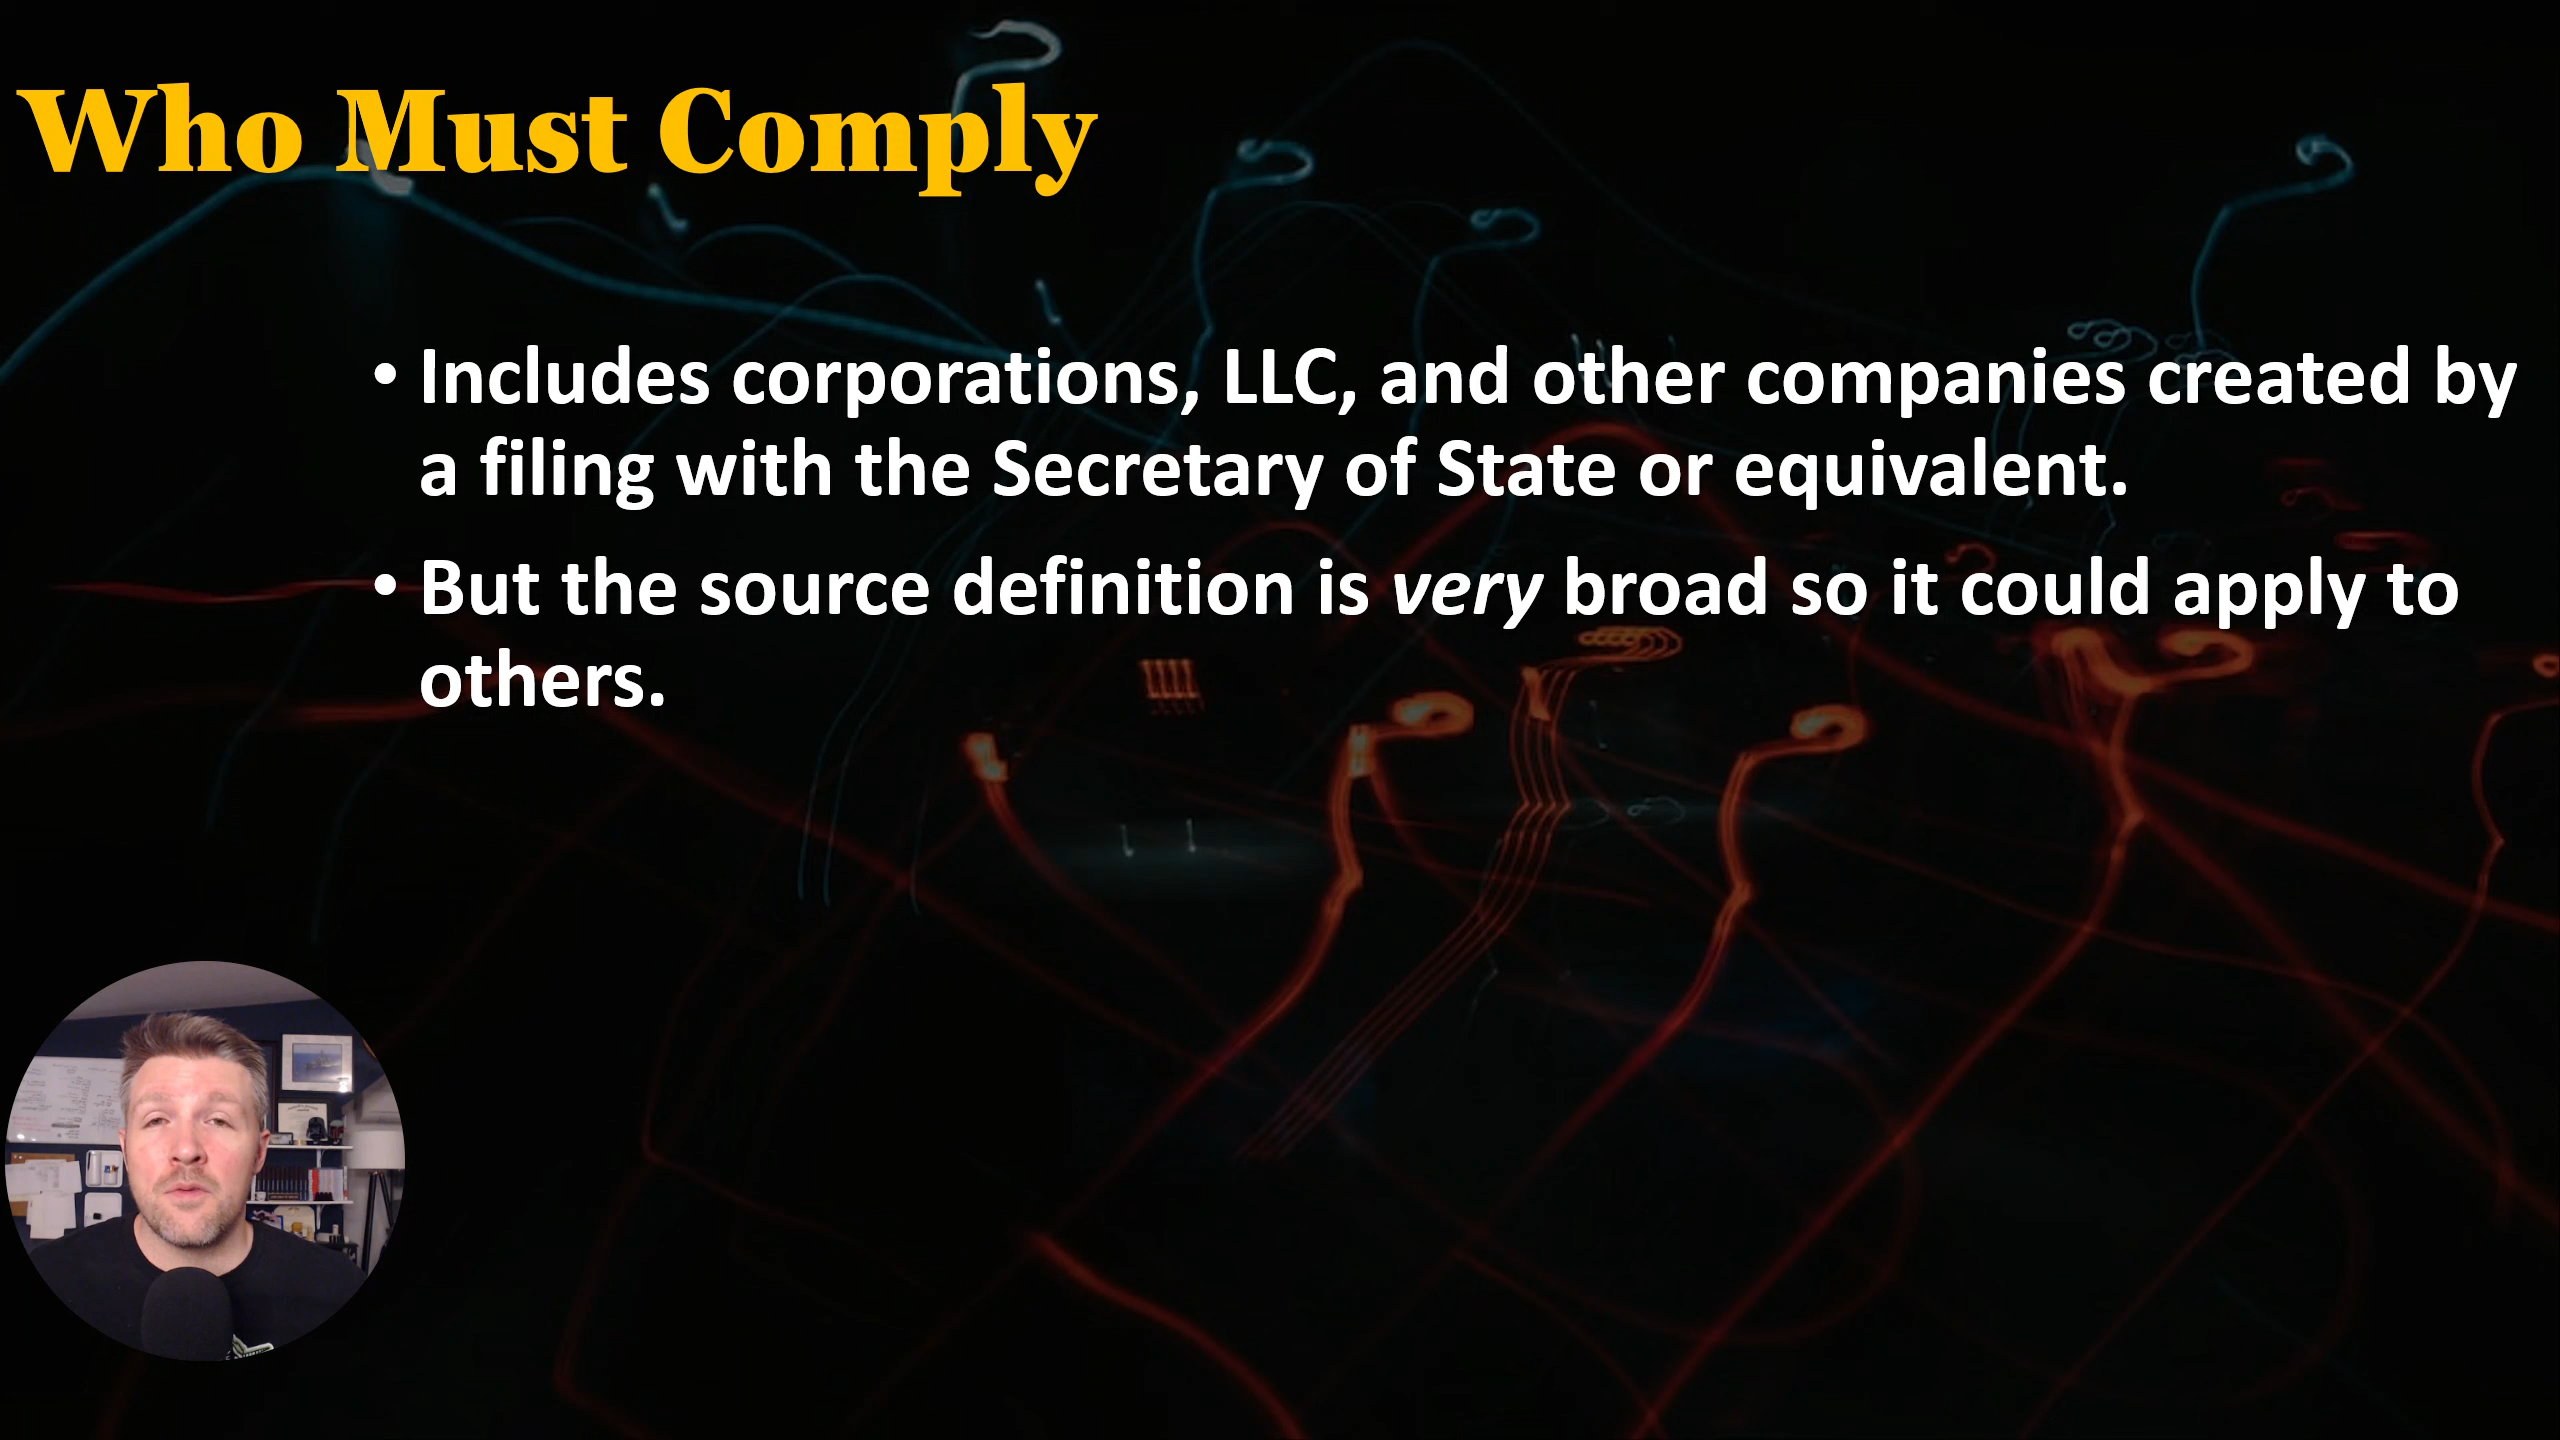 Who Must Comply
• Includes corporations, LLC, and other companies created by
a filing with the Secretary of State or equivalent.
• But the source definition is very broad so it could apply to
others.